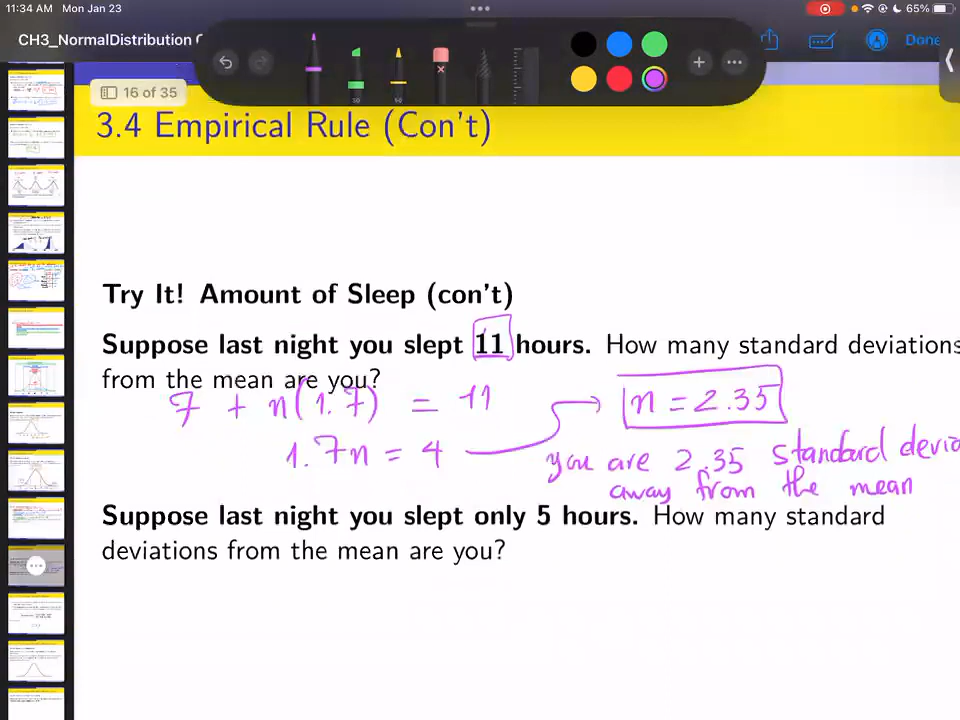 11:34 AM Mon Jan 23
65%
CH3_NormalDistribution
Done
50
50
16 of 35
3.4 Empirical Rule (Con't)
Try It! Amount of Sleep (con't)
Suppose last night you slept 11 hours. How many standard deviations
from the mean are you?
7 + n(1.7) = 11
n = 2.35
1.7n = 4
you are 2.35 standard devia
away from the mean
Suppose last night you slept only 5 hours. How many standard
deviations from the mean are you?